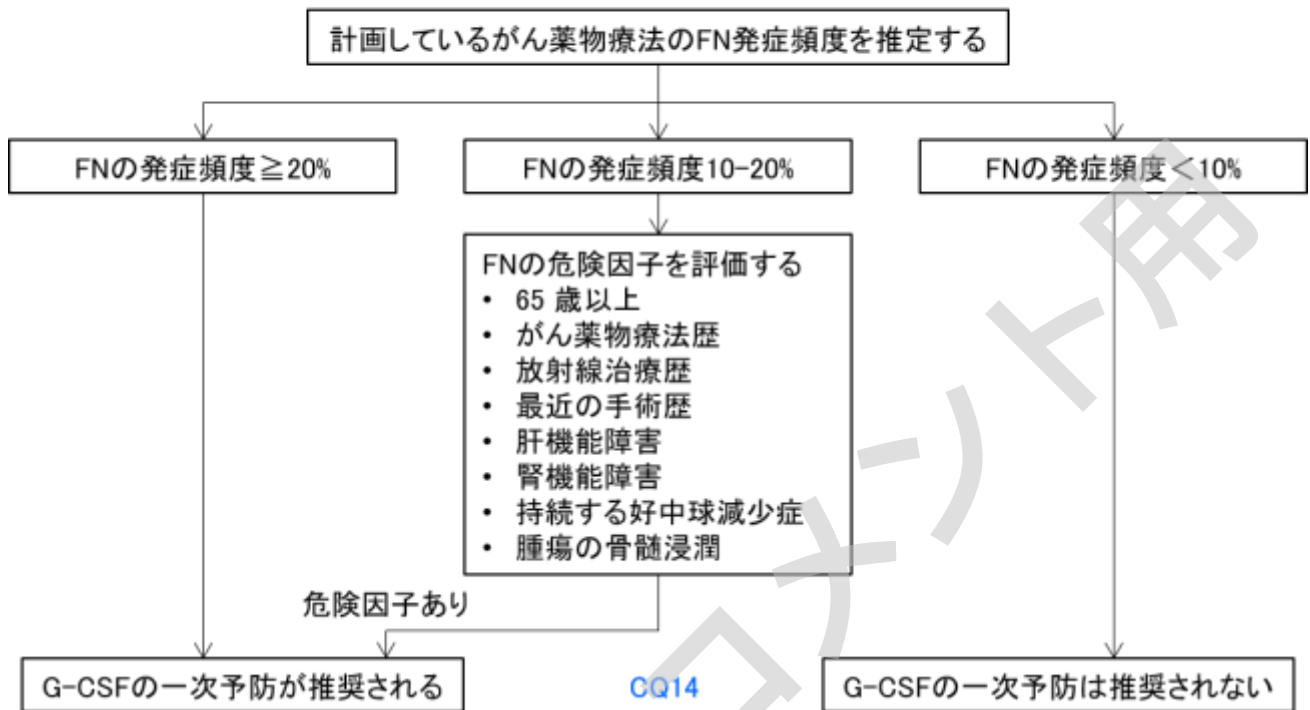 計画しているがん薬物療法のFN発症頻度を推定する
FNの発症頻度≧20%
FNの発症頻度10-20%
FNの発症頻度<10%
FNの危険因子を評価する
• 65 歳以上
• がん薬物療法歴
• 放射線治療歴
• 最近の手術歴
• 肝機能障害
• 腎機能障害
• 持続する好中球減少症
• 腫瘍の骨髄浸潤
危険因子あり
G-CSFの一次予防が推奨される
CQ14
G-CSFの一次予防は推奨されない
コメント用